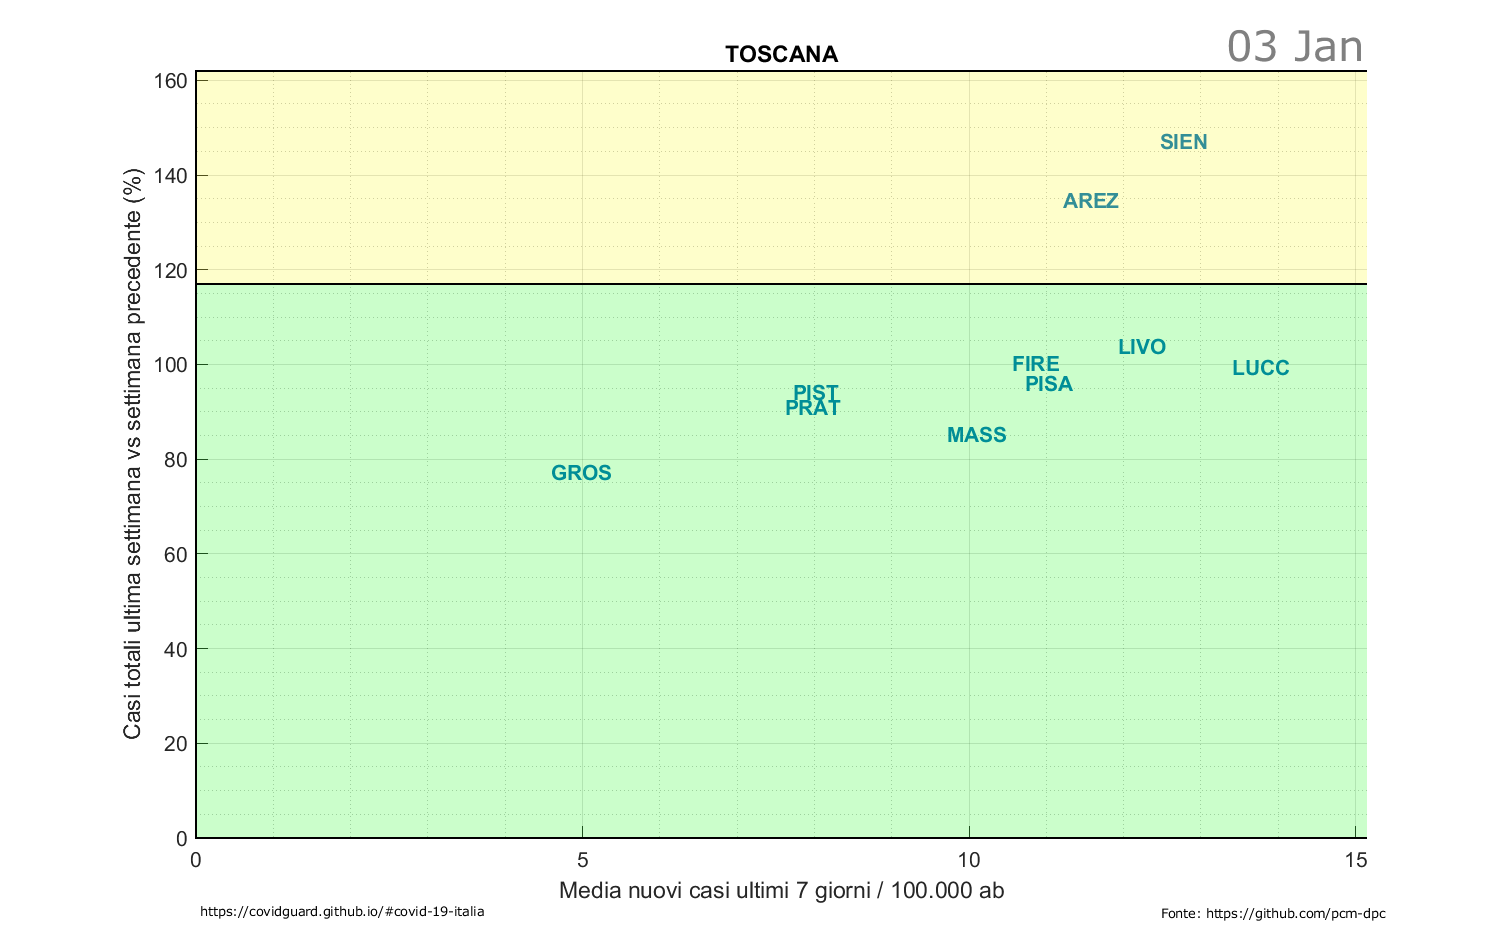 03 Jan
TOSCANA
Casi totali ultima settimana vs settimana precedente (%)
160
140
120
100
80
60
40
20
0
SIEN
AREZ
LIVO
FIRE
LUCC
PISA
PIST
PRAT
MASS
GROS
0 5 10 15
Media nuovi casi ultimi 7 giorni / 100.000 ab
https://covidguard.github.io/#covid-19-italia
Fonte: https://github.com/pcm-dpc